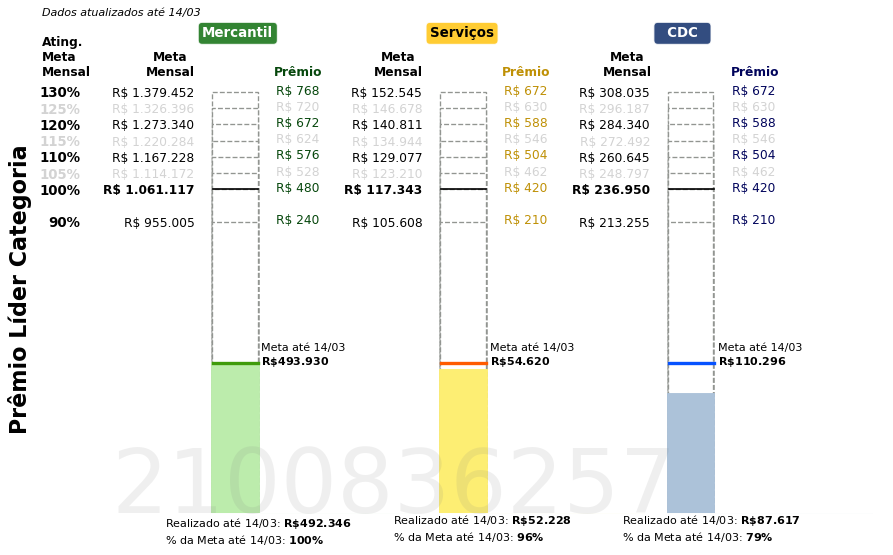 Dados atualizados até 14/03
Mercantil Serviços CDC
Ating. Meta Mensal Meta Mensal Prêmio Meta Mensal Prêmio Meta Mensal Prêmio
130% R$ 1.379.452 R$ 768 R$ 152.545 R$ 672 R$ 308.035 R$ 672
125% R$ 1.326.396 R$ 720 R$ 146.678 R$ 630 R$ 296.187 R$ 630
120% R$ 1.273.340 R$ 672 R$ 140.811 R$ 588 R$ 284.340 R$ 588
115% R$ 1.220.284 R$ 624 R$ 134.944 R$ 546 R$ 272.492 R$ 546
110% R$ 1.167.228 R$ 576 R$ 129.077 R$ 504 R$ 260.645 R$ 504
105% R$ 1.114.172 R$ 528 R$ 123.210 R$ 462 R$ 248.797 R$ 462
100% R$ 1.061.117 R$ 480 R$ 117.343 R$ 420 R$ 236.950 R$ 420
90% R$ 955.005 R$ 240 R$ 105.608 R$ 210 R$ 213.255 R$ 210
Prêmio Líder Categoria
Meta até 14/03 Meta até 14/03 Meta até 14/03
R$493.930 R$54.620 R$110.296
2100836257
Realizado até 14/03: R$492.346 Realizado até 14/03: R$52.228 Realizado até 14/03: R$87.617
% da Meta até 14/03: 100% % da Meta até 14/03: 96% % da Meta até 14/03: 79%